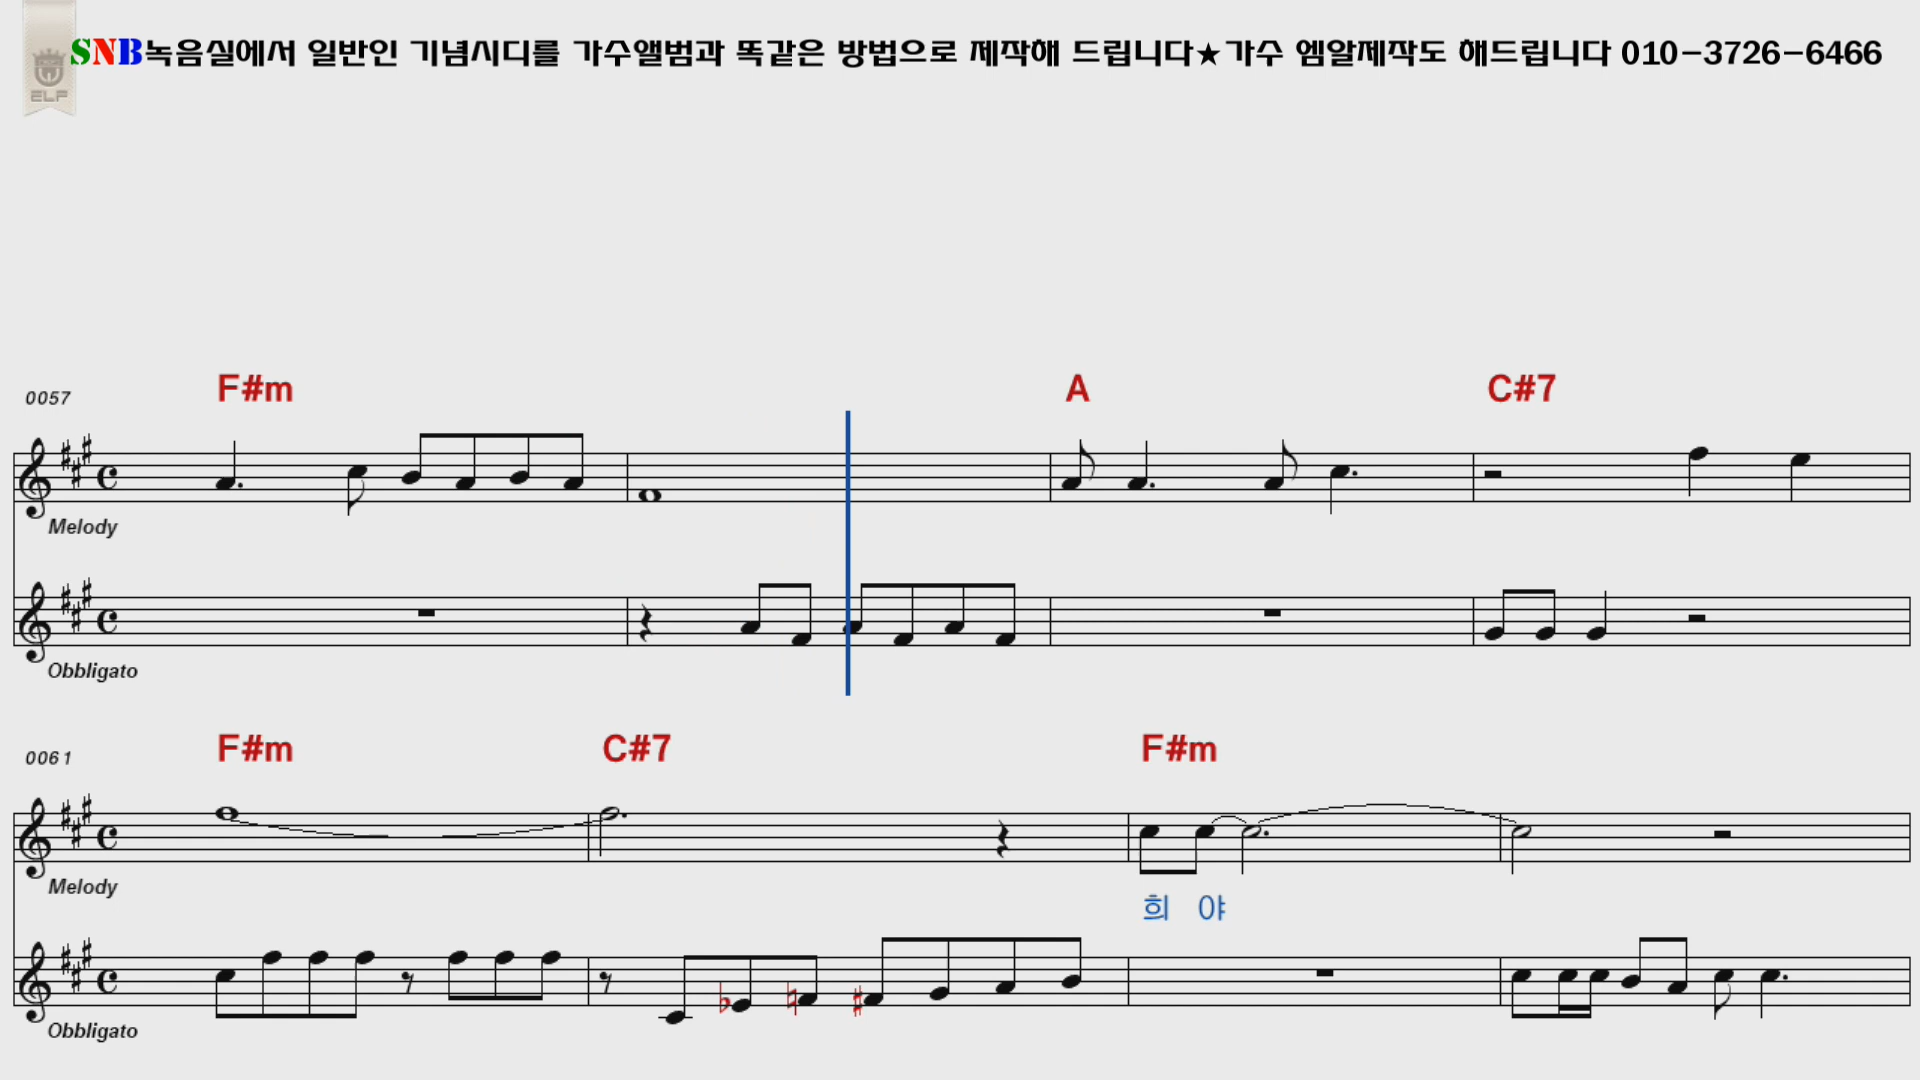 SNB녹음실에서 일반인 기념시디를 가수앨범과 똑같은 방법으로 제작해 드립니다★가수 엠알제작도 해드립니다 010-3726-6466
ELF
0057 F#m A C#7
Melody
Obbligato
0061 F#m C#7 F#m
Melody
희 야
Obbligato